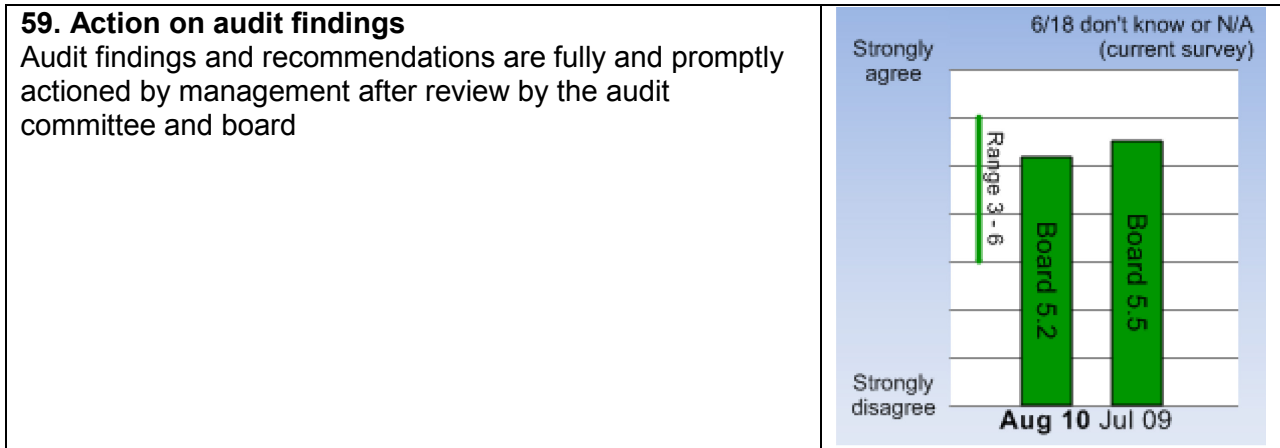 59. Action on audit findings
Audit findings and recommendations are fully and promptly
actioned by management after review by the audit
committee and board
6/18 don't know or N/A
(current survey)
Strongly
agree
Range 3 - 6
Board 5.2
Board 5.5
Strongly
disagree
Aug 10 Jul 09